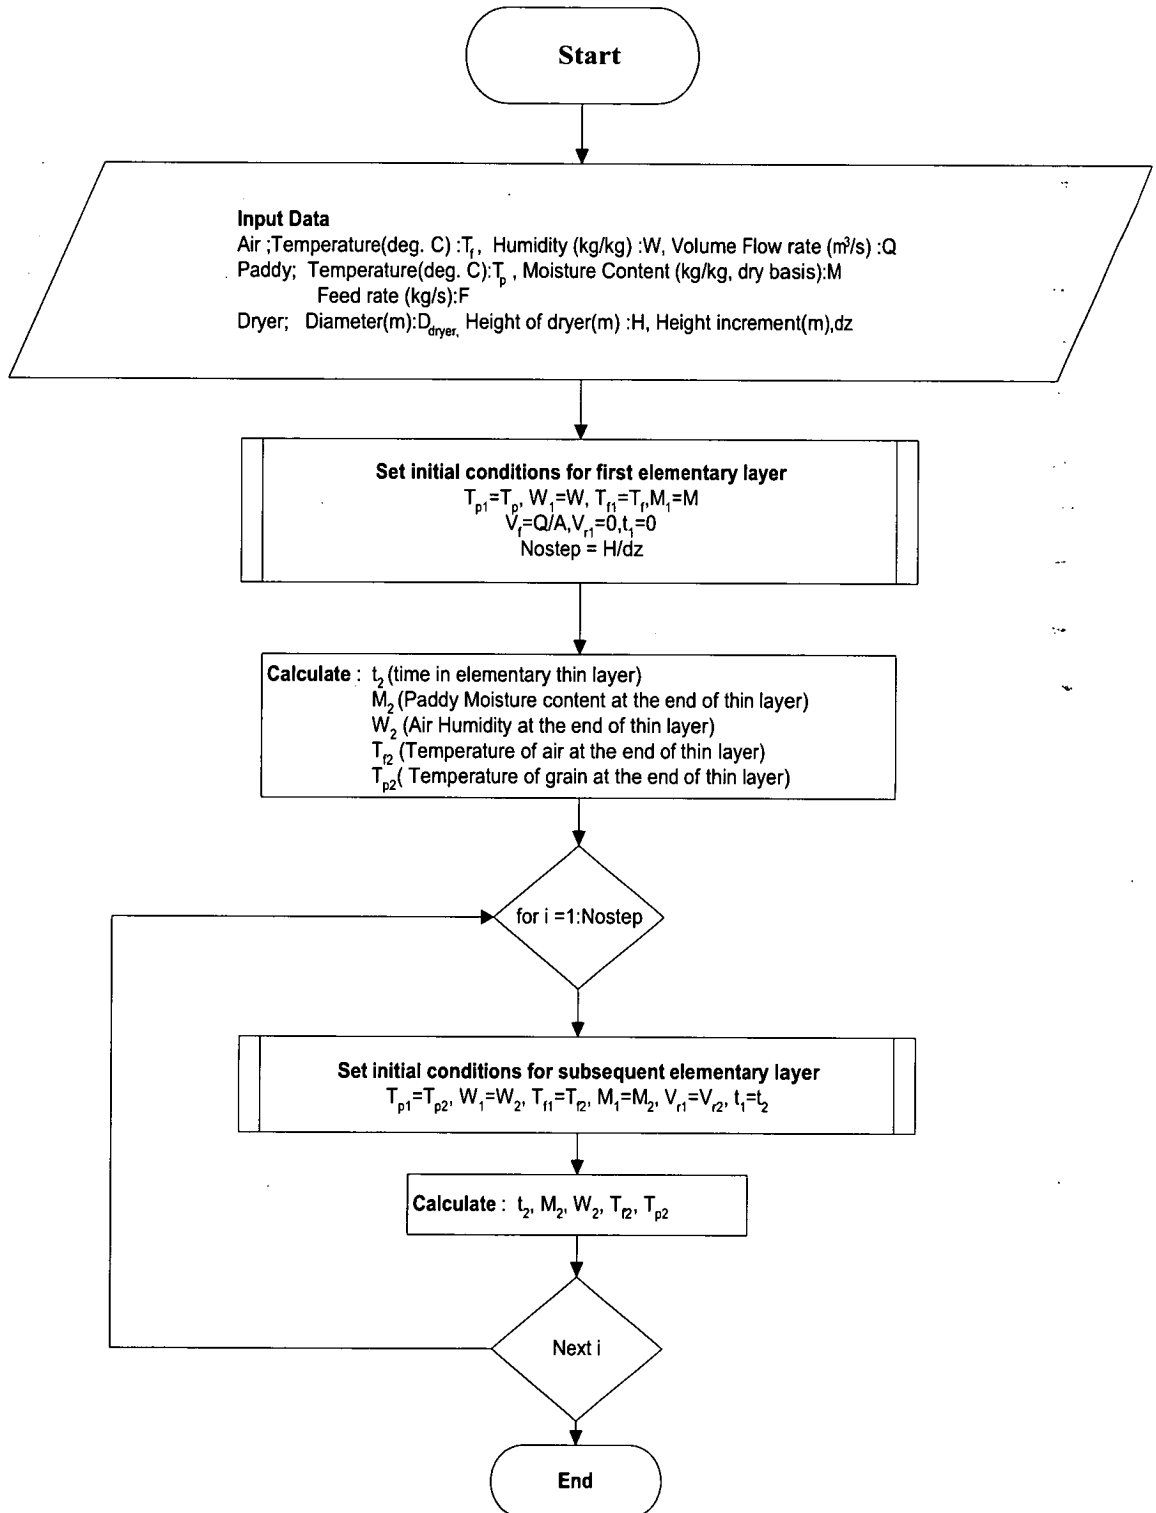 Start
Input Data
Air ;Temperature(deg. C) :T_f, Humidity (kg/kg) :W, Volume Flow rate (m³/s) :Q
Paddy; Temperature(deg. C):T_p , Moisture Content (kg/kg, dry basis):M
Feed rate (kg/s):F
Dryer; Diameter(m):D_dryer, Height of dryer(m) :H, Height increment(m),dz
Set initial conditions for first elementary layer
T_p1=T_p, W_1=W, T_f1=T_f,M_1=M
V_f=Q/A,V_r1=0,t_1=0
Nostep = H/dz
Calculate : t_2 (time in elementary thin layer)
M_2 (Paddy Moisture content at the end of thin layer)
W_2 (Air Humidity at the end of thin layer)
T_f2 (Temperature of air at the end of thin layer)
T_p2( Temperature of grain at the end of thin layer)
for i =1:Nostep
Set initial conditions for subsequent elementary layer
T_p1=T_p2, W_1=W_2, T_f1=T_f2, M_1=M_2, V_r1=V_r2, t_1=t_2
Calculate : t_2, M_2, W_2, T_f2, T_p2
Next i
End